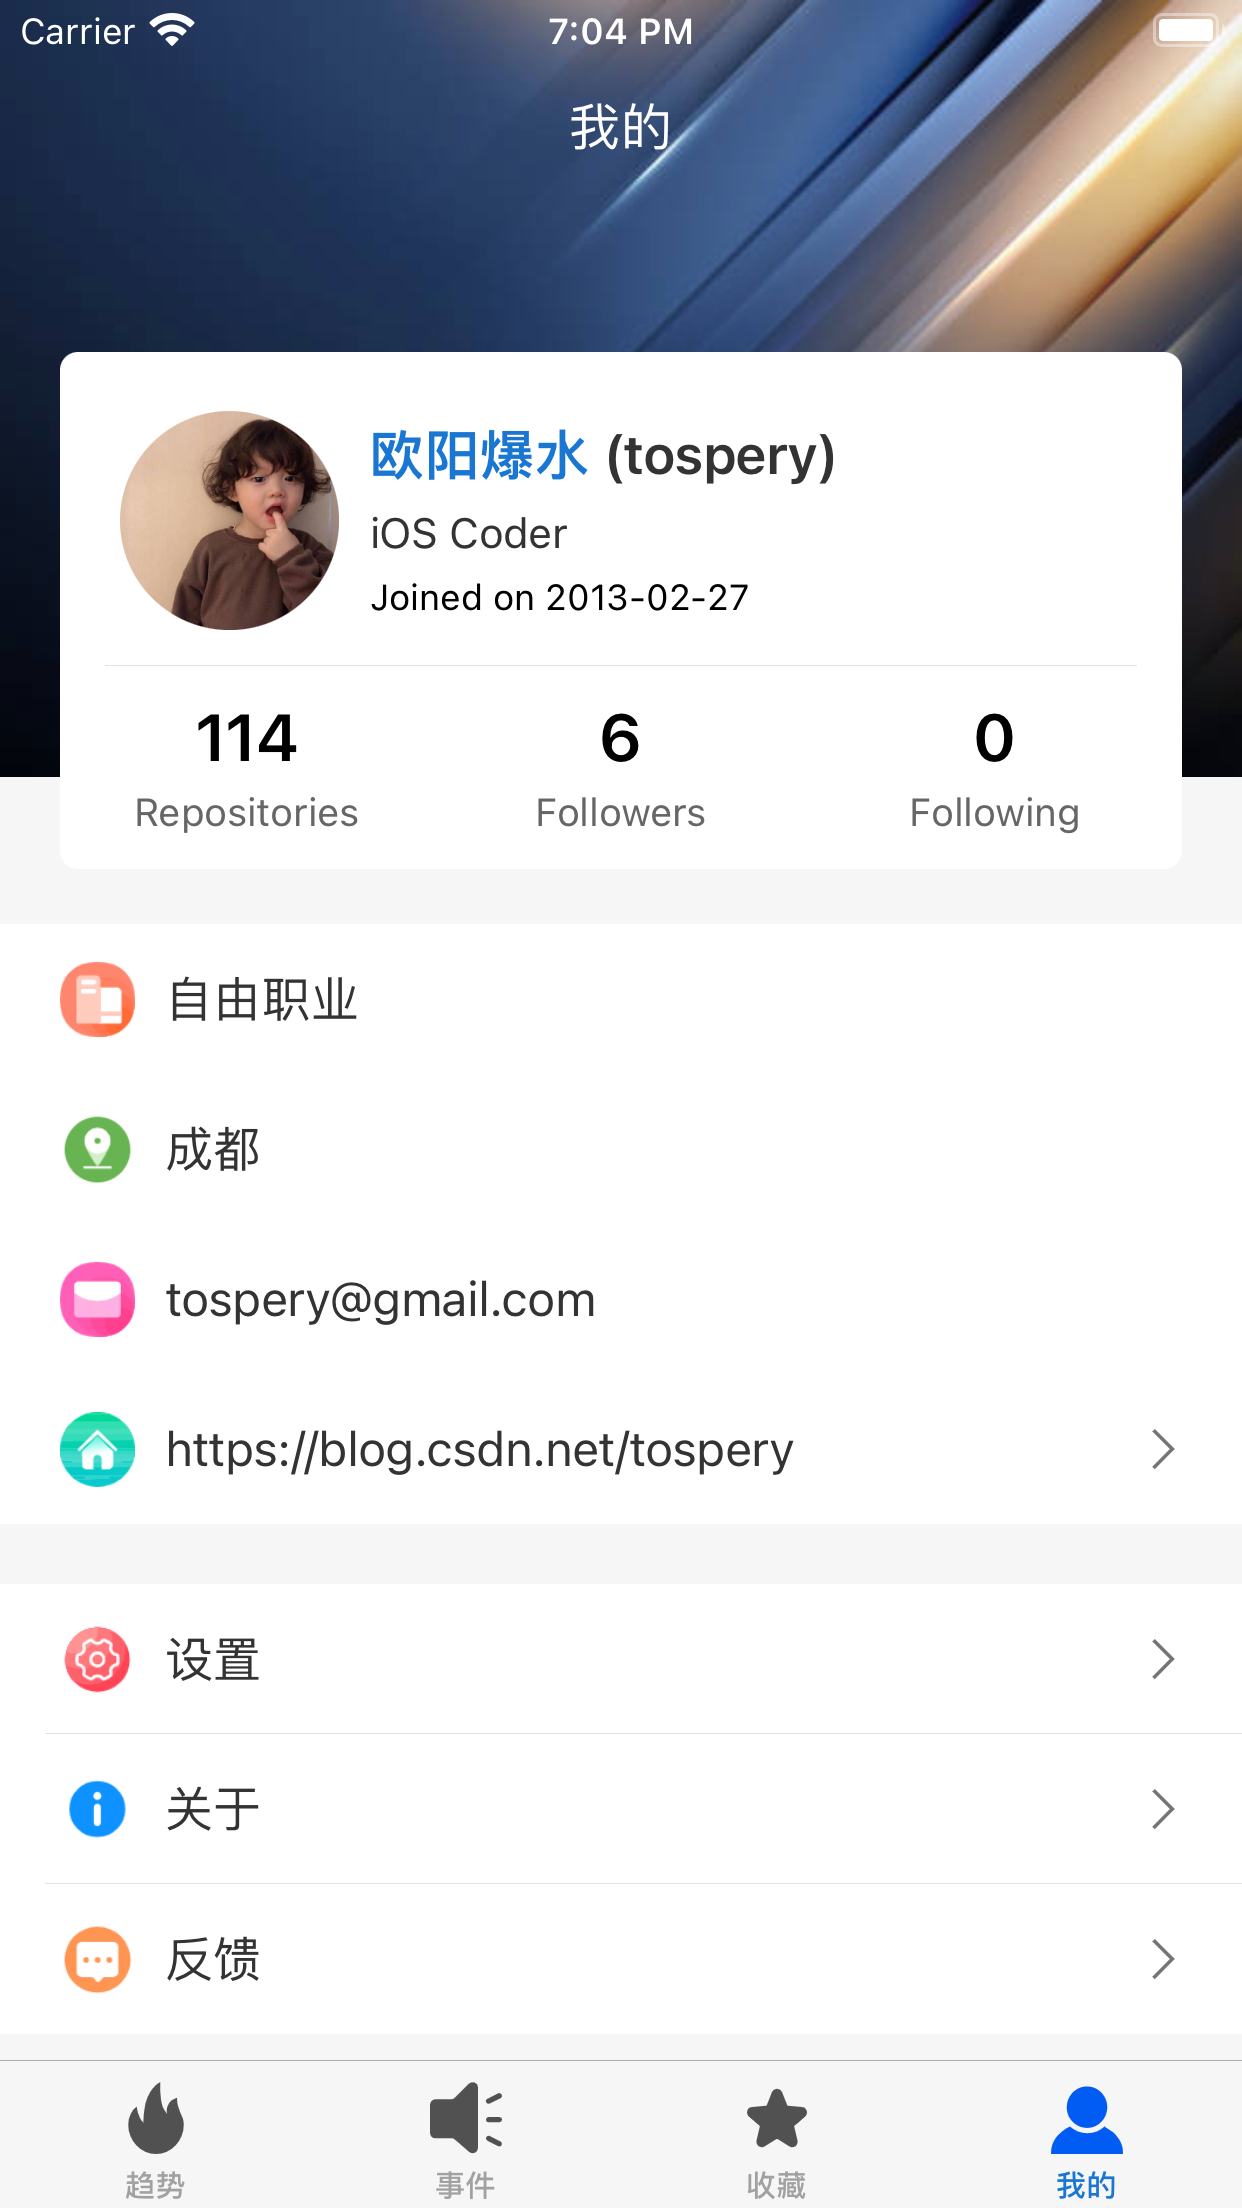 Carrier 7:04 PM
我的
欧阳爆水 (tospery)
iOS Coder
Joined on 2013-02-27
114 6 0
Repositories Followers Following
自由职业
成都
tospery@gmail.com
https://blog.csdn.net/tospery
设置
关于
反馈
趋势 事件 收藏 我的